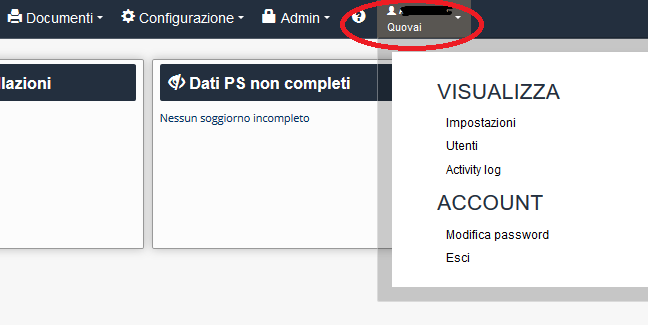 Documenti Configurazione Admin
Quovai
llazioni
Dati PS non completi
Nessun soggiorno incompleto
VISUALIZZA
Impostazioni
Utenti
Activity log
ACCOUNT
Modifica password
Esci